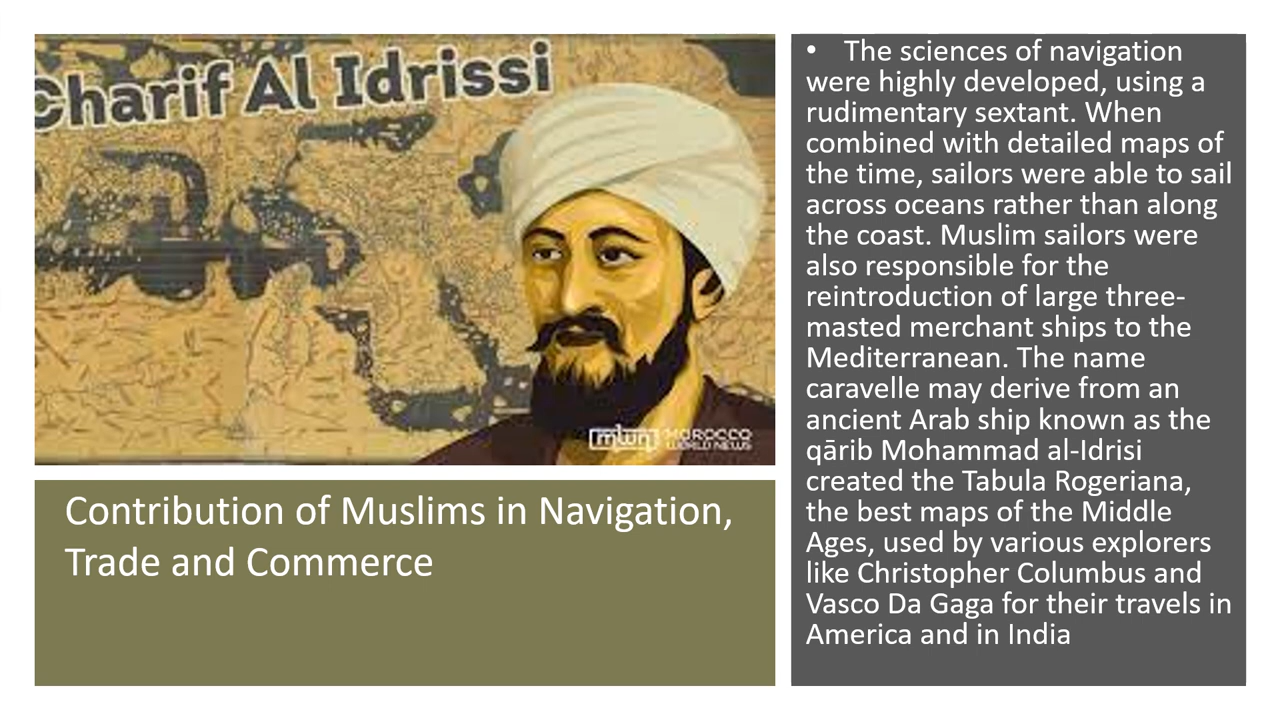 Charif Al Idrissi
mwn MOROCCO
WORLD NEWS
Contribution of Muslims in Navigation,
Trade and Commerce
• The sciences of navigation
were highly developed, using a
rudimentary sextant. When
combined with detailed maps of
the time, sailors were able to sail
across oceans rather than along
the coast. Muslim sailors were
also responsible for the
reintroduction of large three-
masted merchant ships to the
Mediterranean. The name
caravelle may derive from an
ancient Arab ship known as the
qārib Mohammad al-Idrisi
created the Tabula Rogeriana,
the best maps of the Middle
Ages, used by various explorers
like Christopher Columbus and
Vasco Da Gaga for their travels in
America and in India